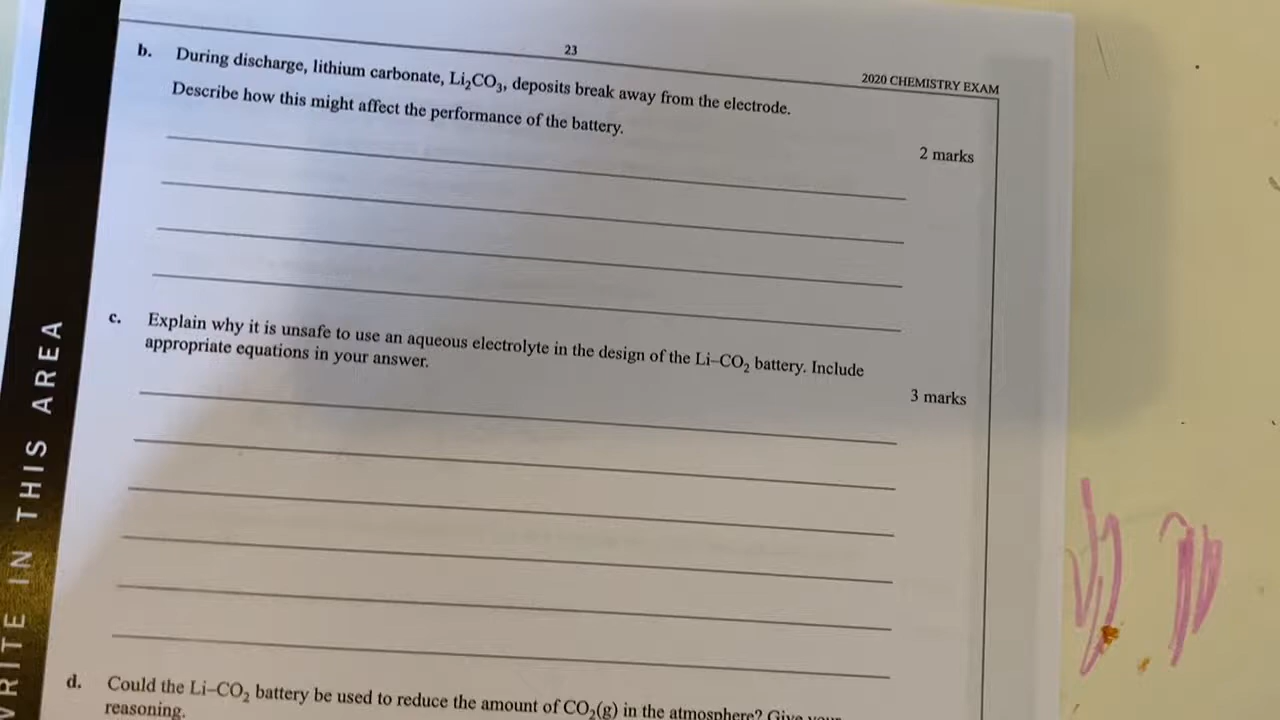 23
2020 CHEMISTRY EXAM
b. During discharge, lithium carbonate, Li₂CO₃, deposits break away from the electrode.
Describe how this might affect the performance of the battery.
2 marks
c. Explain why it is unsafe to use an aqueous electrolyte in the design of the Li–CO₂ battery. Include
appropriate equations in your answer.
3 marks
d. Could the Li–CO₂ battery be used to reduce the amount of CO₂(g) in the atmosphere? Give your
reasoning.
WRITE IN THIS AREA